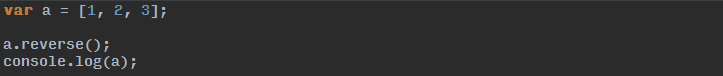 var a = [1, 2, 3];
a.reverse();
console.log(a);